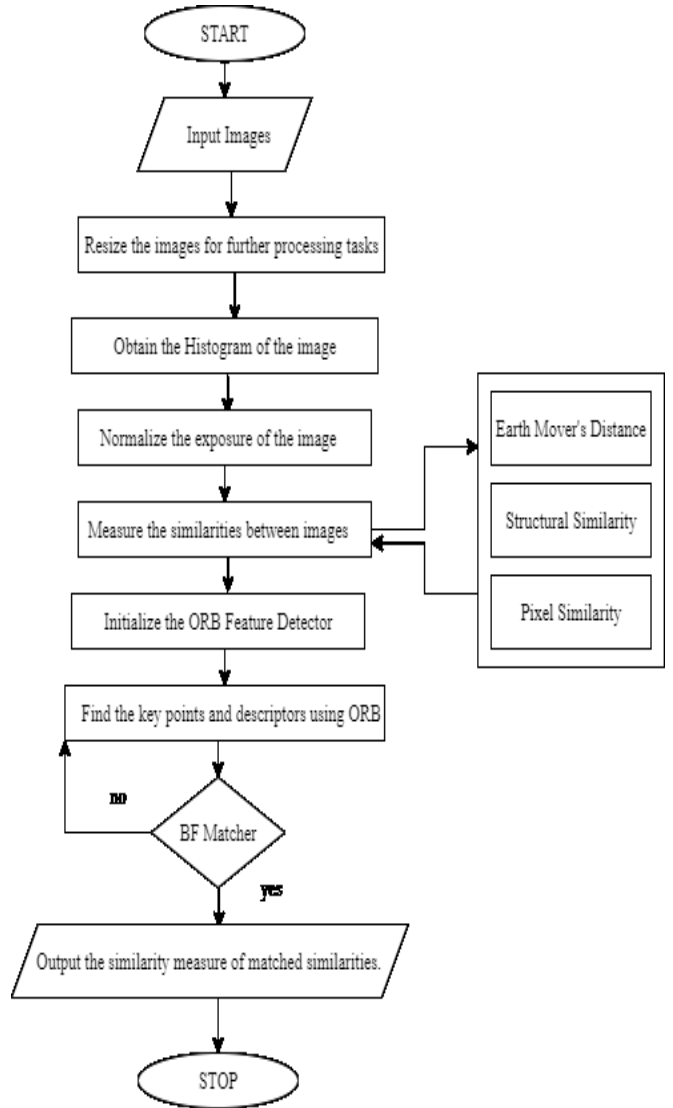 START
Input Images
Resize the images for further processing tasks
Obtain the Histogram of the image
Normalize the exposure of the image
Measure the similarities between images
Earth Mover's Distance
Structural Similarity
Pixel Similarity
Initialize the ORB Feature Detector
Find the key points and descriptors using ORB
no
BF Matcher
yes
Output the similarity measure of matched similarities.
STOP